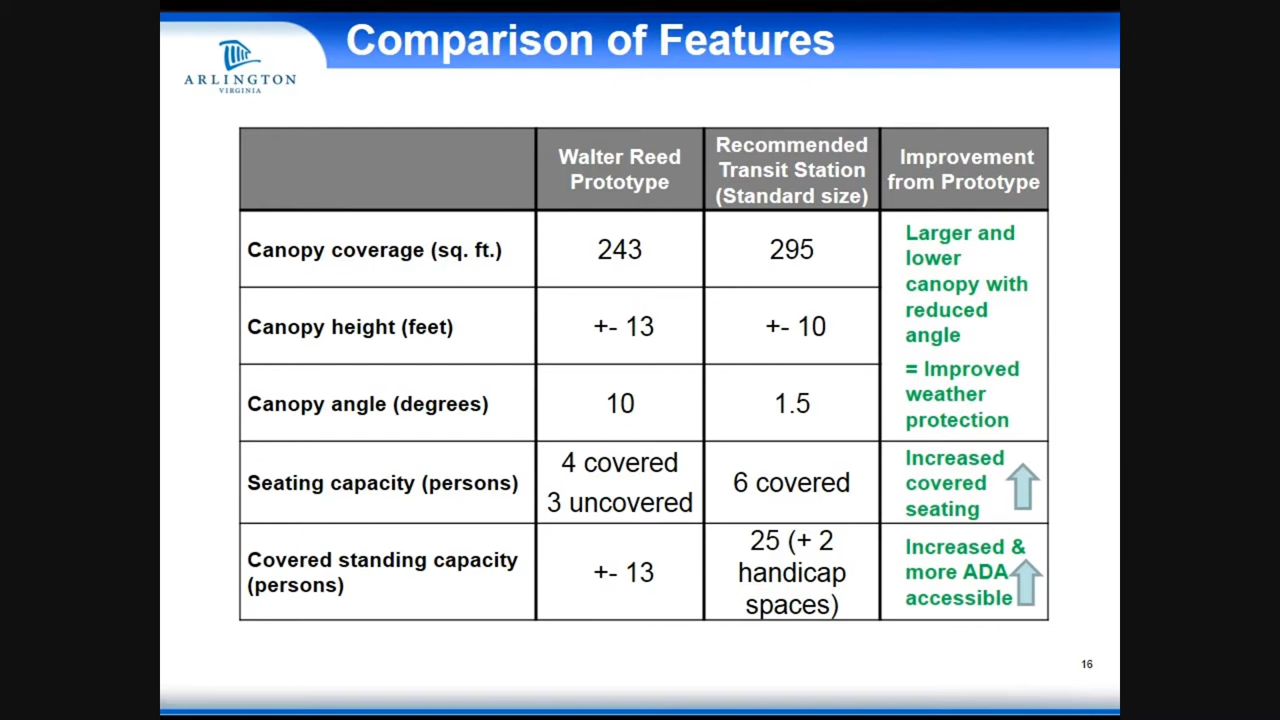 Comparison of Features
ARLINGTON
VIRGINIA
Walter Reed
Prototype
Recommended
Transit Station
(Standard size)
Improvement
from Prototype
Canopy coverage (sq. ft.)
243
295
Larger and
lower
canopy with
reduced
angle
= Improved
weather
protection
Canopy height (feet)
+- 13
+- 10
Canopy angle (degrees)
10
1.5
Seating capacity (persons)
4 covered
3 uncovered
6 covered
Increased
covered
seating
Covered standing capacity
(persons)
+- 13
25 (+ 2
handicap
spaces)
Increased &
more ADA
accessible
16